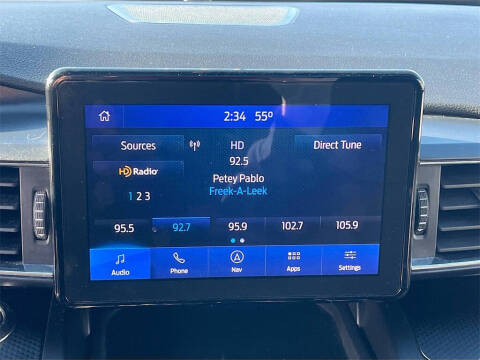 2:34 55º
Sources HD Direct Tune
92.5
HD Radio
Petey Pablo
Freek-A-Leek
1 2 3
95.5 92.7 95.9 102.7 105.9
Audio Phone Nav Apps Settings